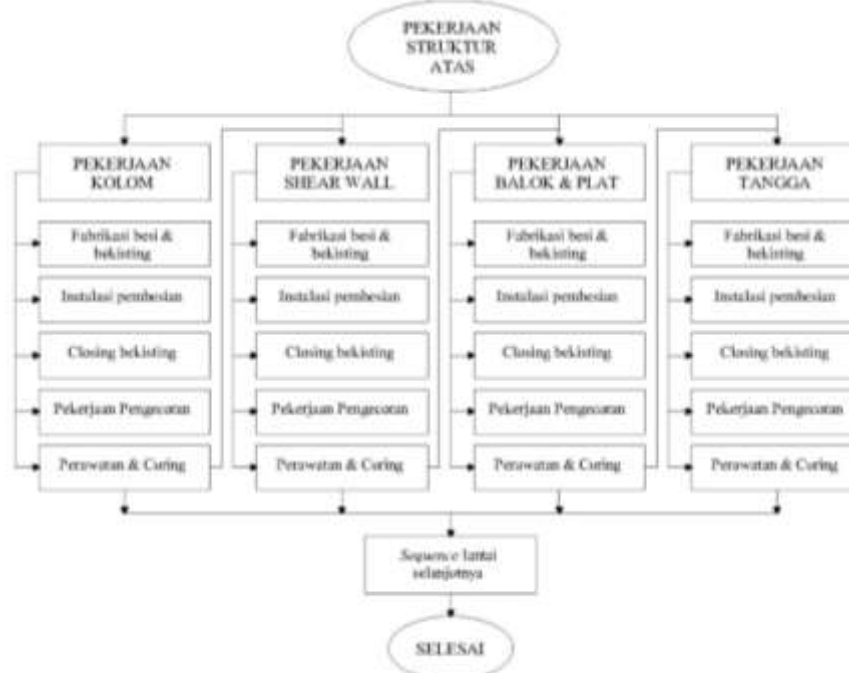 PEKERJAAN
STRUKTUR
ATAS
PEKERJAAN
KOLOM
Fabrikasi besi &
bekisting
Instalasi pembesian
Closing bekisting
Pekerjaan Pengecoran
Perawatan & Curing
PEKERJAAN
SHEAR WALL
Fabrikasi besi &
bekisting
Instalasi pembesian
Closing bekisting
Pekerjaan Pengecoran
Perawatan & Curing
PEKERJAAN
BALOK & PLAT
Fabrikasi besi &
bekisting
Instalasi pembesian
Closing bekisting
Pekerjaan Pengecoran
Perawatan & Curing
PEKERJAAN
TANGGA
Fabrikasi besi &
bekisting
Instalasi pembesian
Closing bekisting
Pekerjaan Pengecoran
Perawatan & Curing
Sequence lantai
selanjutnya
SELESAI